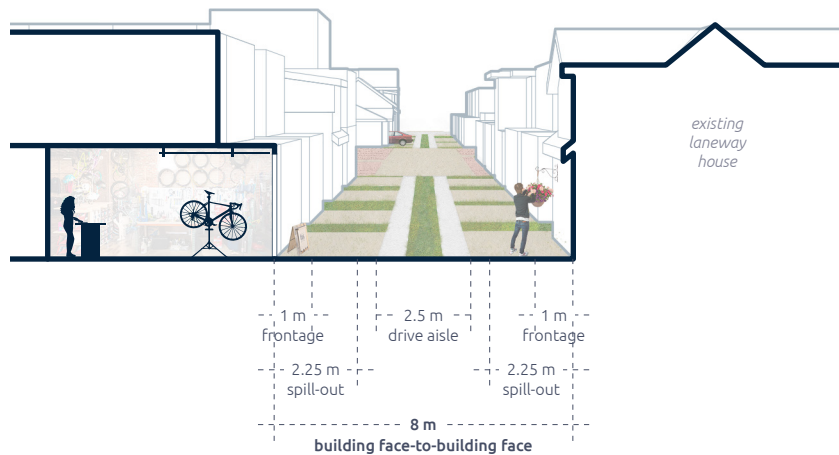 existing
laneway
house
1 m
frontage
2.5 m
drive aisle
1 m
frontage
2.25 m
spill-out
2.25 m
spill-out
8 m
building face-to-building face